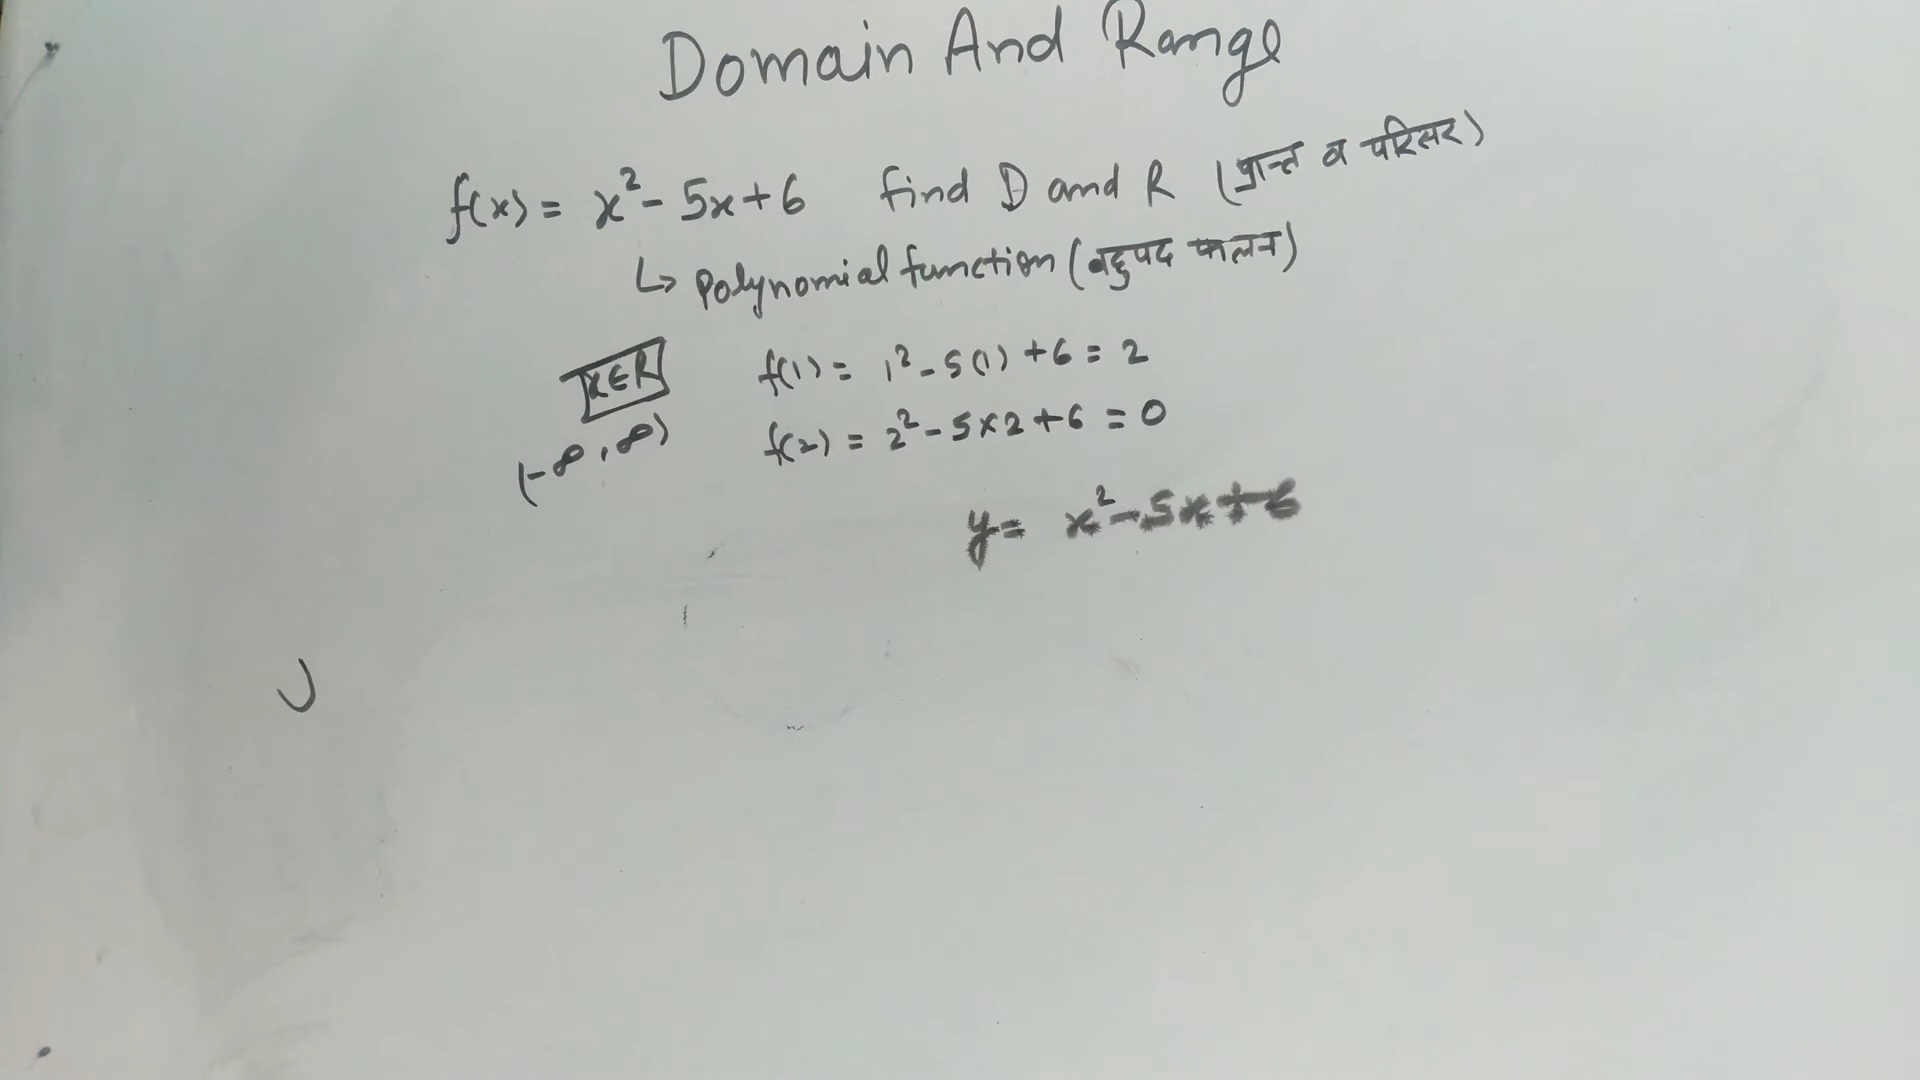 Domain And Range
f(x) = x² - 5x + 6 find D and R (प्रान्त व परिसर)
↳ Polynomial function (बहुपद फलन)
x∈R f(1) = 1² - 5(1) + 6 = 2
(-∞, ∞) f(2) = 2² - 5×2 + 6 = 0
y = x² - 5x + 6